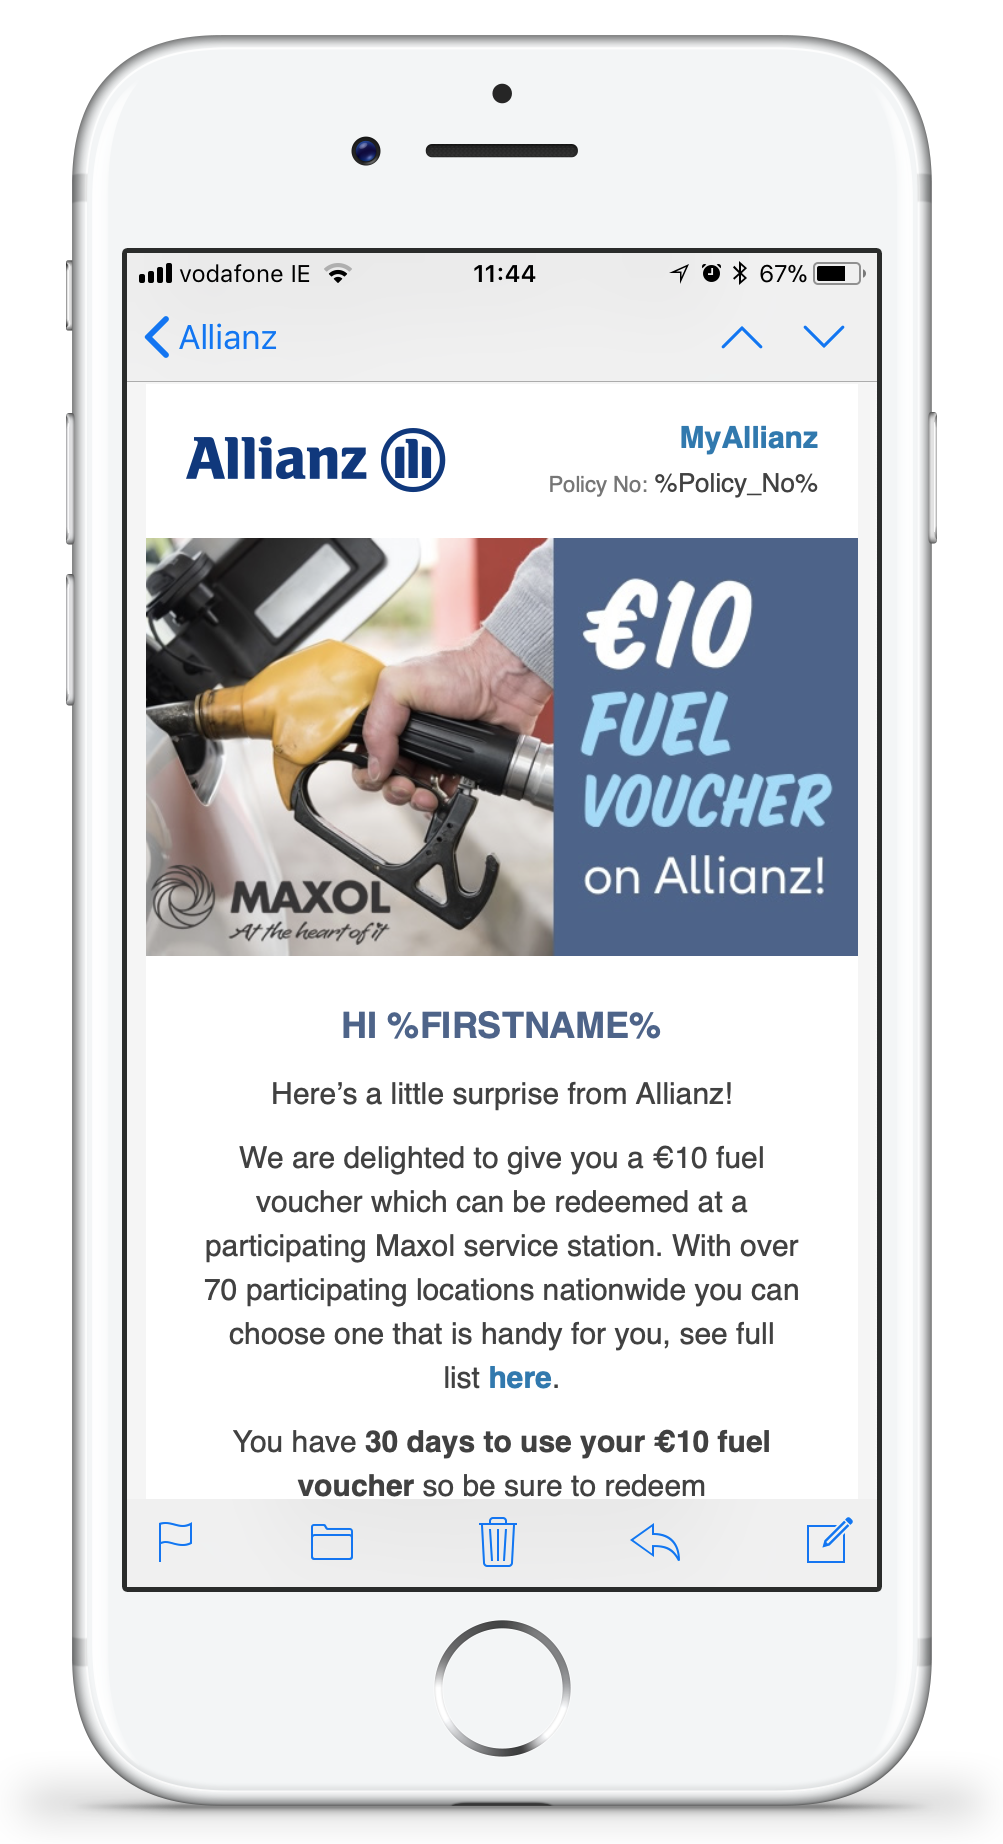 vodafone IE
11:44
67%
Allianz
Allianz
MyAllianz
Policy No: %Policy_No%
€10
FUEL
VOUCHER
on Allianz!
MAXOL
At the heart of it
HI %FIRSTNAME%
Here’s a little surprise from Allianz!
We are delighted to give you a €10 fuel
voucher which can be redeemed at a
participating Maxol service station. With over
70 participating locations nationwide you can
choose one that is handy for you, see full
list here.
You have 30 days to use your €10 fuel
voucher so be sure to redeem